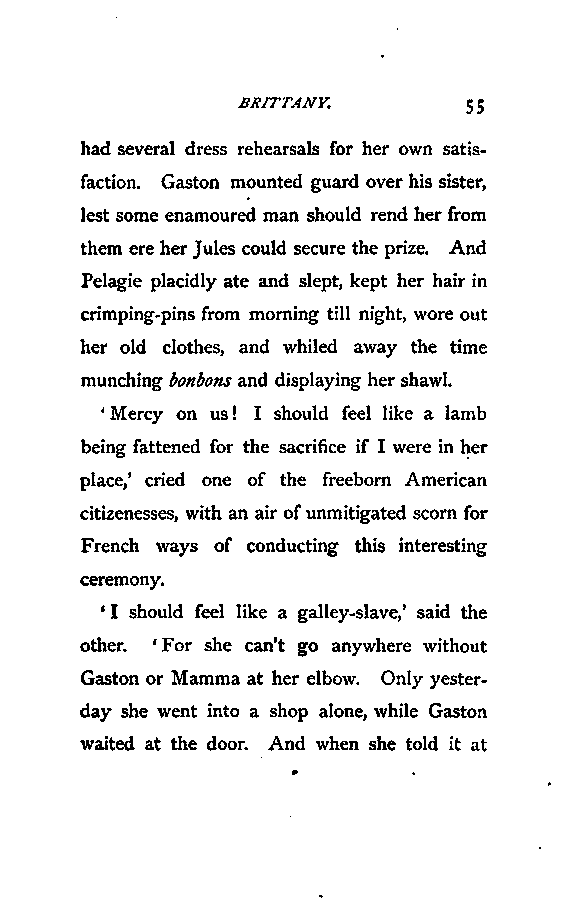 BRITTANY. 55
had several dress rehearsals for her own satis-
faction. Gaston mounted guard over his sister,
lest some enamoured man should rend her from
them ere her Jules could secure the prize. And
Pelagie placidly ate and slept, kept her hair in
crimping-pins from morning till night, wore out
her old clothes, and whiled away the time
munching bonbons and displaying her shawl.
‘Mercy on us! I should feel like a lamb
being fattened for the sacrifice if I were in her
place,’ cried one of the freeborn American
citizenesses, with an air of unmitigated scorn for
French ways of conducting this interesting
ceremony.
‘I should feel like a galley-slave,’ said the
other. ‘For she can't go anywhere without
Gaston or Mamma at her elbow. Only yester-
day she went into a shop alone, while Gaston
waited at the door. And when she told it at